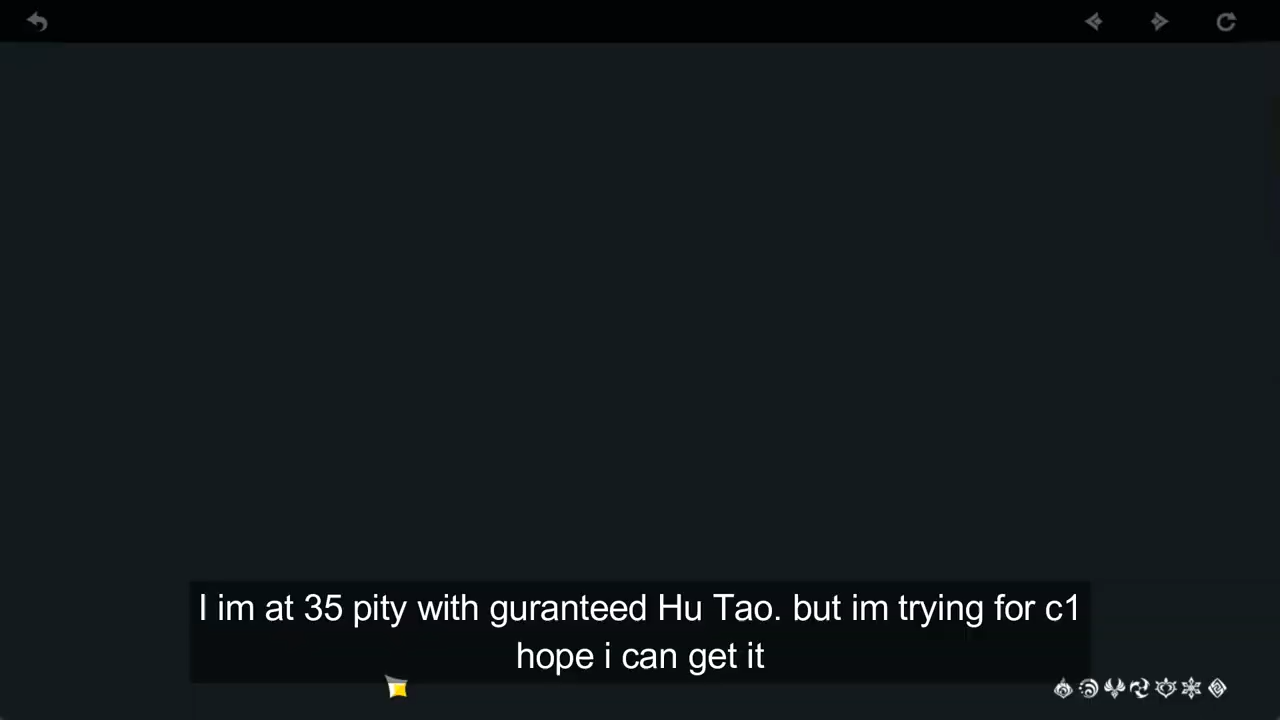 I im at 35 pity with guranteed Hu Tao. but im trying for c1
hope i can get it